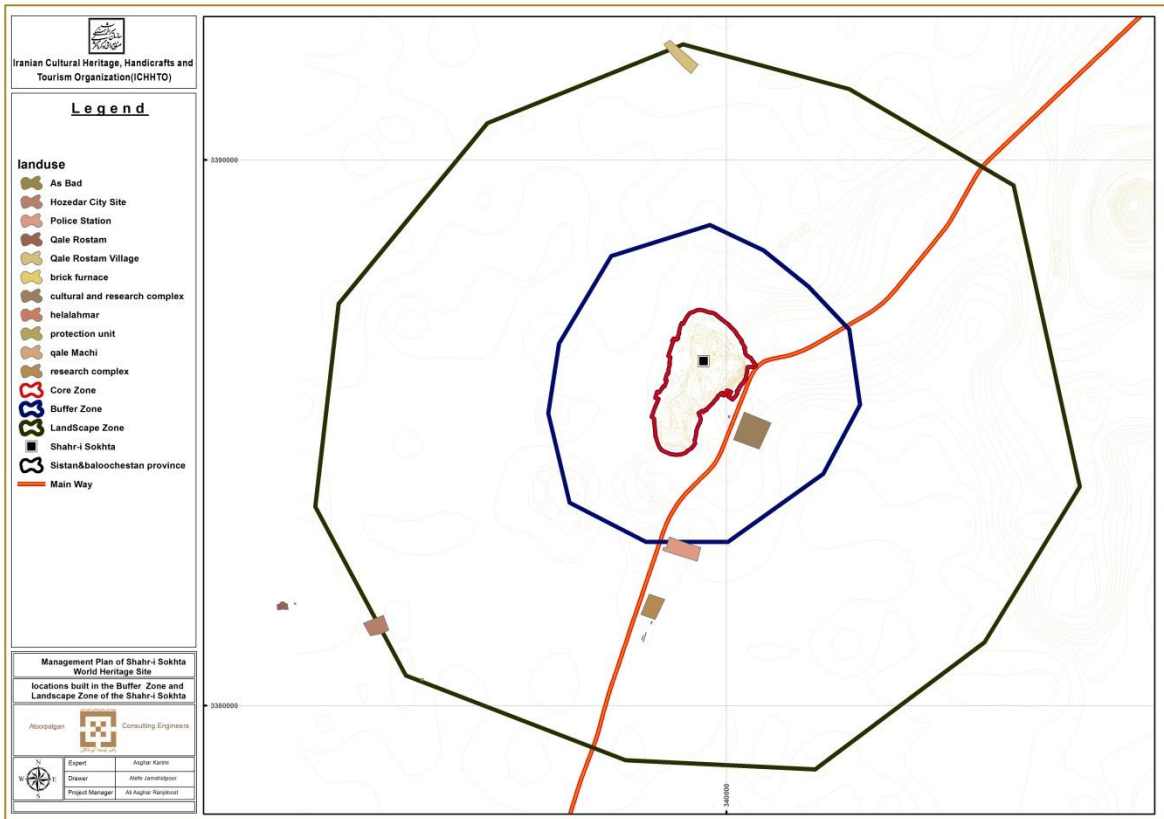 Iranian Cultural Heritage, Handicrafts and
Tourism Organization(ICHHTO)
Legend
landuse
As Bad
Hozedar City Site
Police Station
Qale Rostam
Qale Rostam Village
brick furnace
cultural and research complex
helalahmar
protection unit
qale Machi
research complex
Core Zone
Buffer Zone
LandScape Zone
Shahr-i Sokhta
Sistan&baloochestan province
Main Way
Management Plan of Shahr-i Sokhta
World Heritage Site
locations built in the Buffer Zone and
Landscape Zone of the Shahr-i Sokhta
Atoorpatgan
Consulting Engineers
N
W
E
S
Expert
Asghar Karimi
Drawer
Atefe Jamshidpoor
Project Manager
Ali Asghar Ranjdoost
3390000
3380000
340000